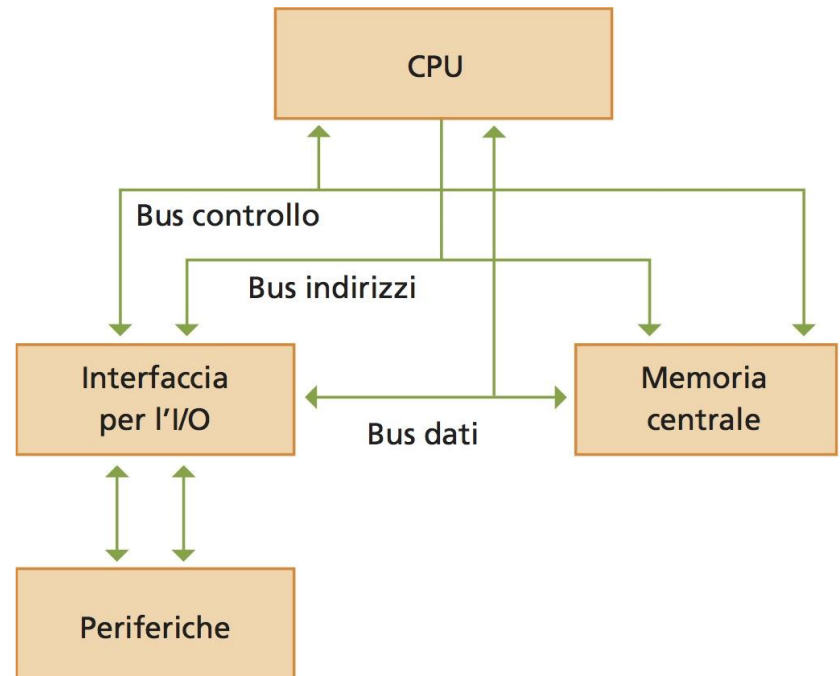 CPU
Bus controllo
Bus indirizzi
Interfaccia
per l'I/O
Memoria
centrale
Bus dati
Periferiche